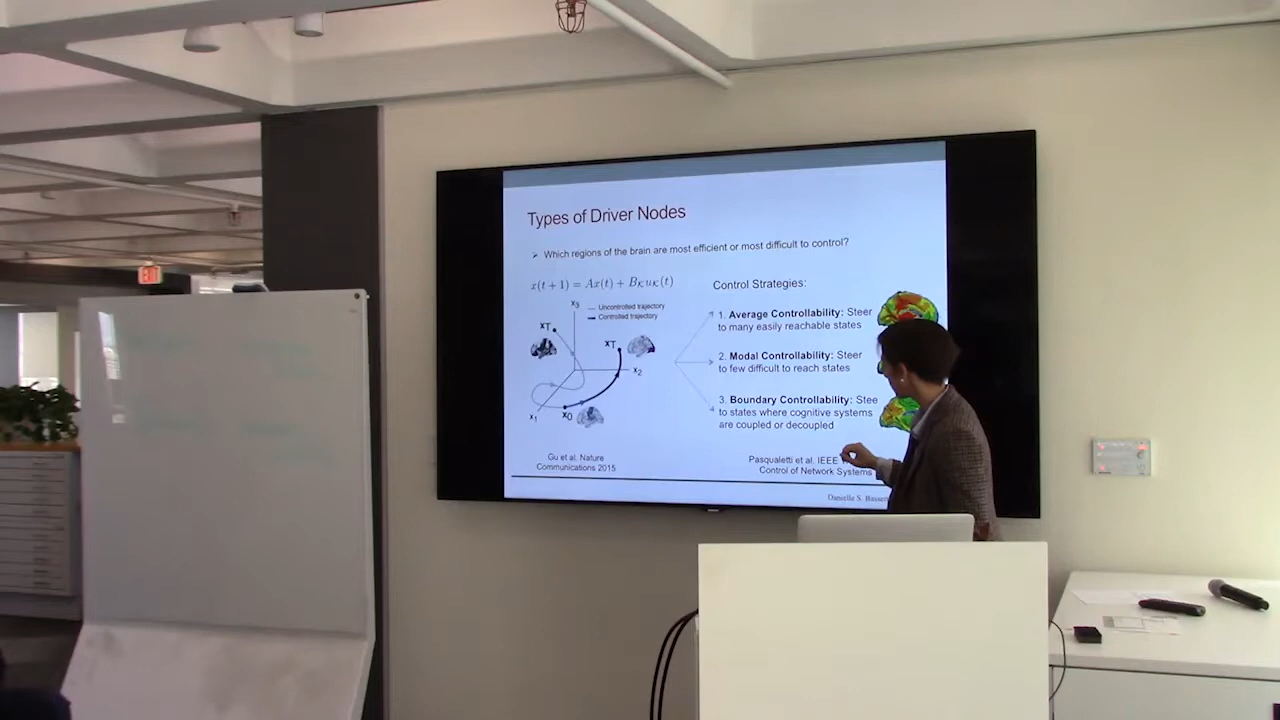 EXIT
Types of Driver Nodes
➢ Which regions of the brain are most efficient or most difficult to control?
x(t + 1) = Ax(t) + B𝒦u𝒦(t)
Control Strategies:
x3
Uncontrolled trajectory
Controlled trajectory
xT
xT
x2
x1
x0
1. Average Controllability: Steer
to many easily reachable states
2. Modal Controllability: Steer
to few difficult to reach states
3. Boundary Controllability: Stee
to states where cognitive systems
are coupled or decoupled
Gu et al. Nature
Communications 2015
Pasqualetti et al. IEEE
Control of Network Systems
Danielle S. Basset